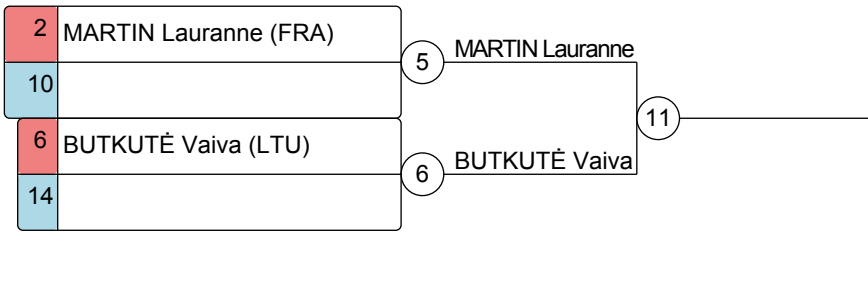 2 MARTIN Lauranne (FRA)
5 MARTIN Lauranne
10
11
6 BUTKUTĖ Vaiva (LTU)
6 BUTKUTĖ Vaiva
14